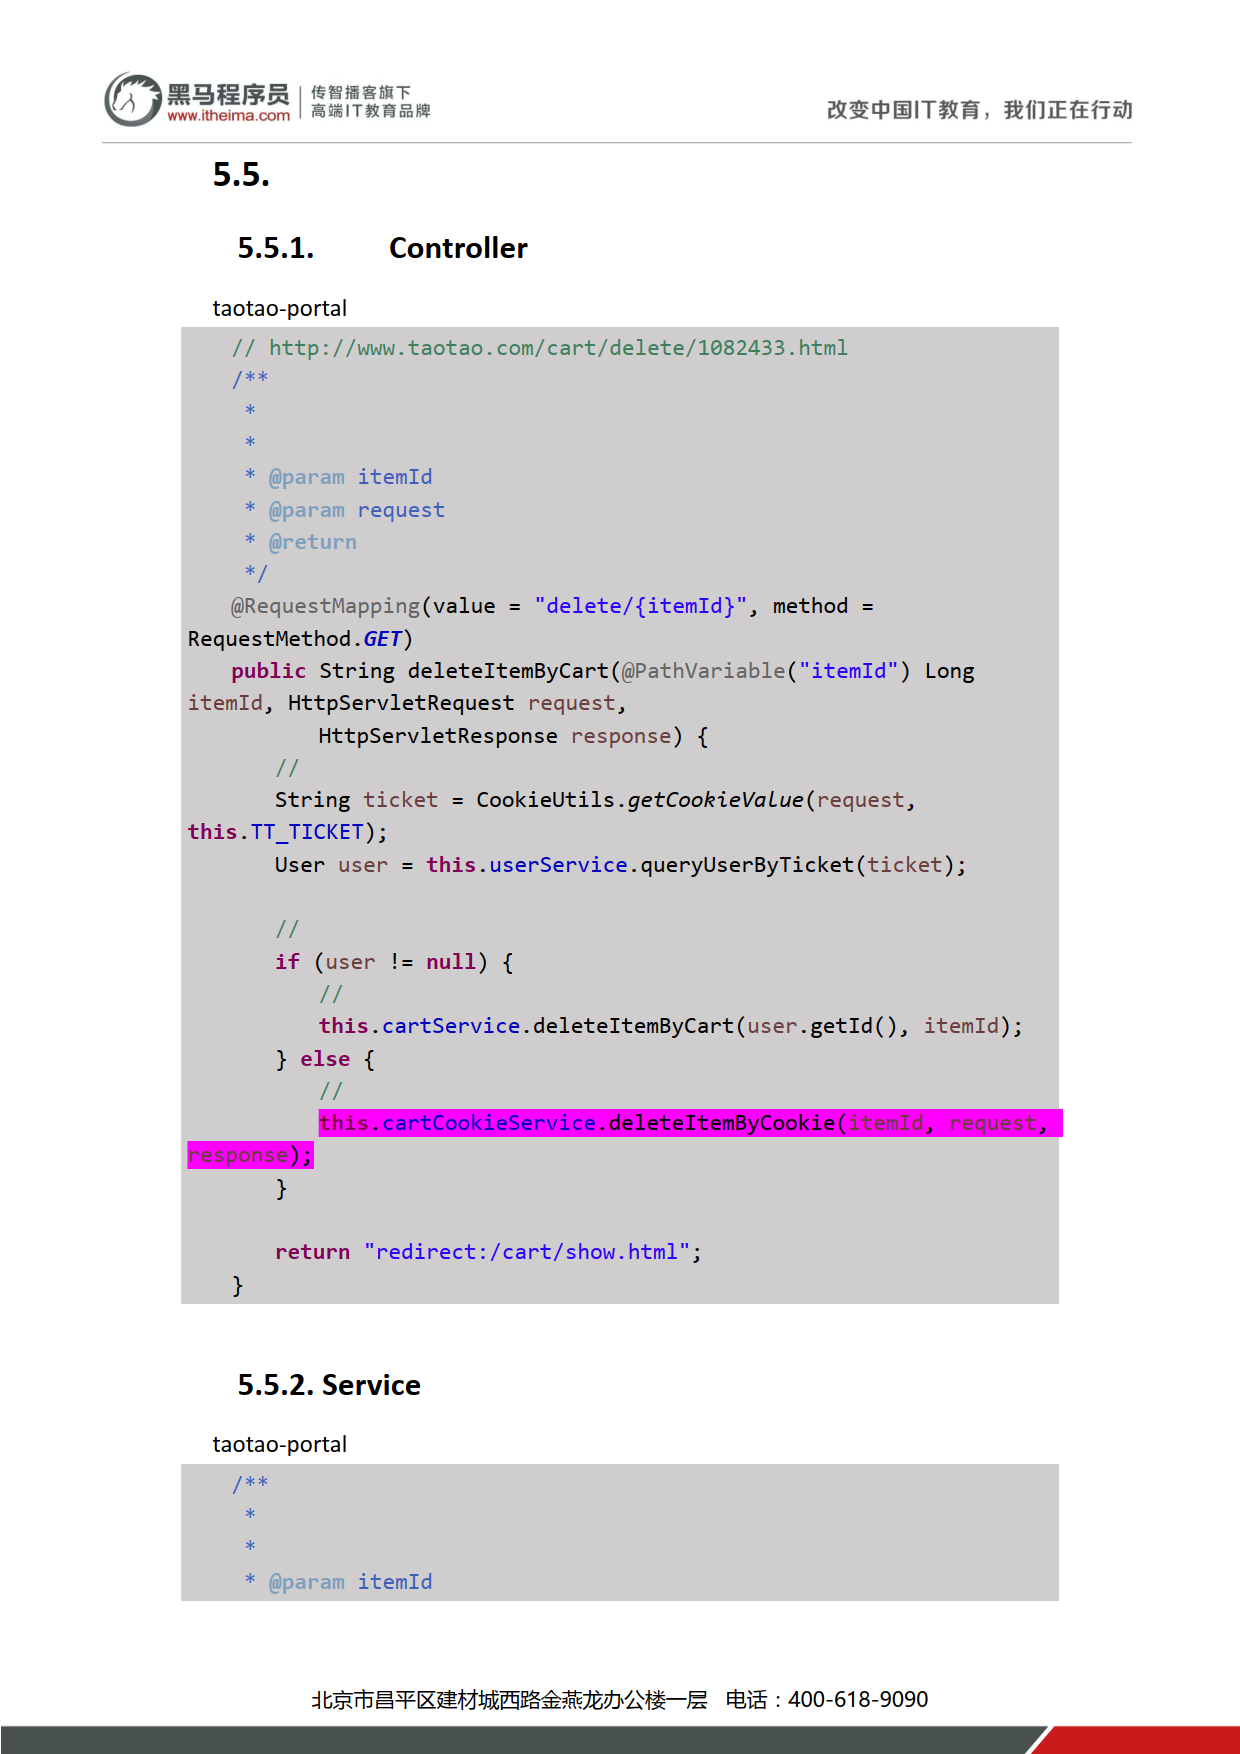 黑马程序员
www.itheima.com
传智播客旗下
高端IT教育品牌
改变中国IT教育，我们正在行动
5.5.
5.5.1. Controller
taotao-portal
// http://www.taotao.com/cart/delete/1082433.html
/**
*
*
* @param itemId
* @param request
* @return
*/
@RequestMapping(value = "delete/{itemId}", method =
RequestMethod.GET)
public String deleteItemByCart(@PathVariable("itemId") Long
itemId, HttpServletRequest request,
HttpServletResponse response) {
//
String ticket = CookieUtils.getCookieValue(request,
this.TT_TICKET);
User user = this.userService.queryUserByTicket(ticket);
//
if (user != null) {
//
this.cartService.deleteItemByCart(user.getId(), itemId);
} else {
//
this.cartCookieService.deleteItemByCookie(itemId, request,
response);
}
return "redirect:/cart/show.html";
}
5.5.2. Service
taotao-portal
/**
*
*
* @param itemId
北京市昌平区建材城西路金燕龙办公楼一层 电话：400-618-9090